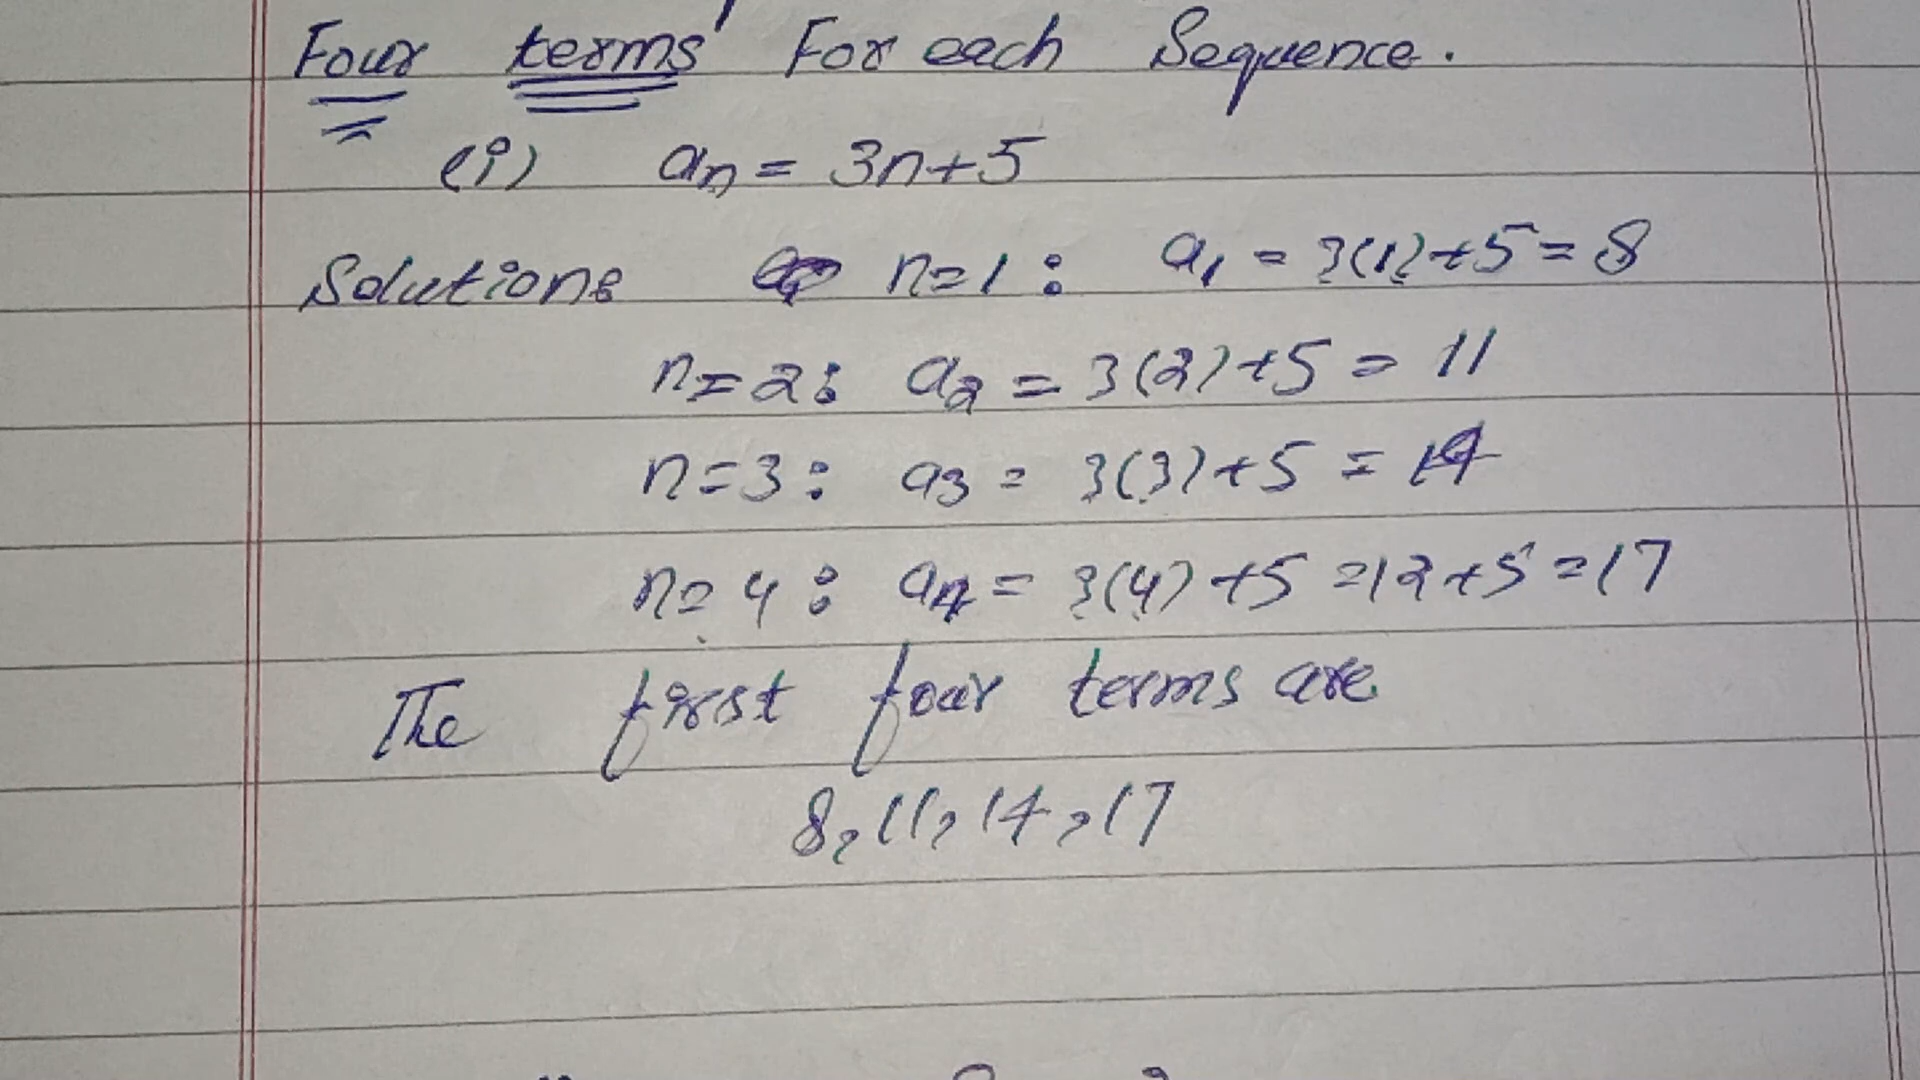 Four terms For each Sequence.
(i) an = 3n+5
Solutions n=1: a1 = 3(1)+5=8
n=2: a2 = 3(2)+5 = 11
n=3: a3 = 3(3)+5 = 14
n=4: a4 = 3(4)+5=12+5=17
The first four terms are
8,11,14,17